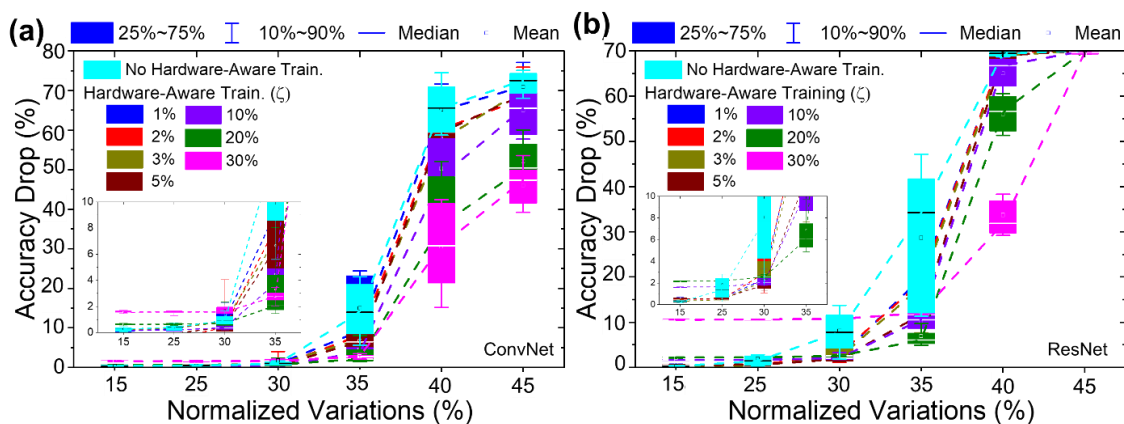 (a)
25%~75% 10%~90% Median Mean
No Hardware-Aware Train.
Hardware-Aware Train. (ζ)
1% 10%
2% 20%
3% 30%
5%
Accuracy Drop (%)
80
70
60
50
40
30
20
10
0
10
8
6
4
2
0
15 20 25 30 35
ConvNet
15 25 30 35 40 45
Normalized Variations (%)
(b)
25%~75% 10%~90% Median Mean
No Hardware-Aware Train.
Hardware-Aware Training (ζ)
1% 10%
2% 20%
3% 30%
5%
Accuracy Drop (%)
70
60
50
40
30
20
10
0
10
8
6
4
2
0
15 25 30 35
ResNet
15 25 30 35 40 45
Normalized Variations (%)